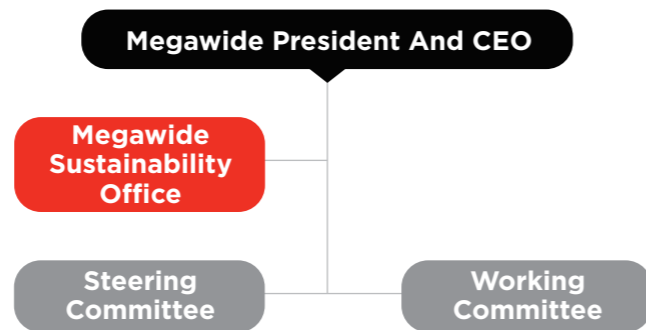 Megawide President And CEO
Megawide
Sustainability
Office
Steering
Committee
Working
Committee